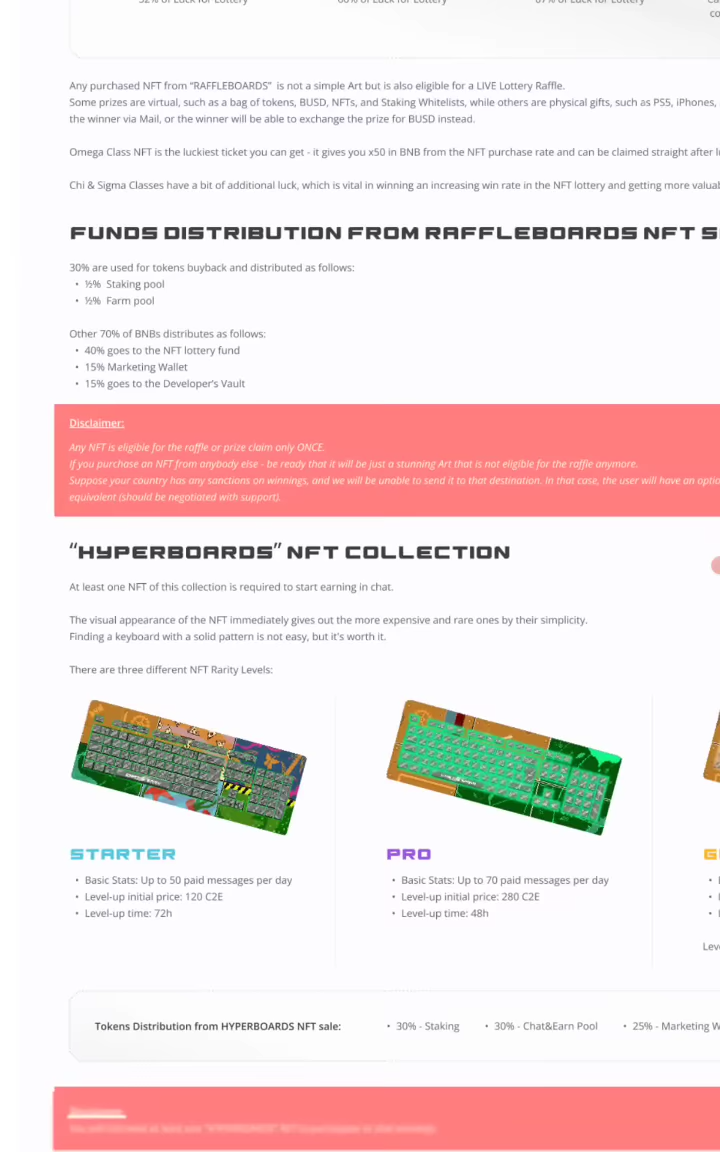 52% of Luck for Lottery
66% of Luck for Lottery
67% of Luck for Lottery
Any purchased NFT from “RAFFLEBOARDS” is not a simple Art but is also eligible for a LIVE Lottery Raffle.
Some prizes are virtual, such as a bag of tokens, BUSD, NFTs, and Staking Whitelists, while others are physical gifts, such as PS5, iPhones,
the winner via Mail, or the winner will be able to exchange the prize for BUSD instead.
Omega Class NFT is the luckiest ticket you can get - it gives you x50 in BNB from the NFT purchase rate and can be claimed straight after
Chi & Sigma Classes have a bit of additional luck, which is vital in winning an increasing win rate in the NFT lottery and getting more
FUNDS DISTRIBUTION FROM RAFFLEBOARDS NFT
30% are used for tokens buyback and distributed as follows:
• ½% Staking pool
• ½% Farm pool
Other 70% of BNBs distributes as follows:
• 40% goes to the NFT lottery fund
• 15% Marketing Wallet
• 15% goes to the Developer’s Vault
Disclaimer:
Any NFT is eligible for the raffle or prize claim only ONCE.
If you purchase an NFT from anybody else - be ready that it will be just a stunning Art that is not eligible for the raffle anymore.
Suppose your country has any sanctions on winnings, and we will be unable to send it to that destination. In that case, the user will have an
equivalent (should be negotiated with support).
“HYPERBOARDS” NFT COLLECTION
At least one NFT of this collection is required to start earning in chat.
The visual appearance of the NFT immediately gives out the more expensive and rare ones by their simplicity.
Finding a keyboard with a solid pattern is not easy, but it’s worth it.
There are three different NFT Rarity Levels:
STARTER
• Basic Stats: Up to 50 paid messages per day
• Level-up initial price: 120 C2E
• Level-up time: 72h
PRO
• Basic Stats: Up to 70 paid messages per day
• Level-up initial price: 280 C2E
• Level-up time: 48h
Tokens Distribution from HYPERBOARDS NFT sale:
• 30% - Staking
• 30% - Chat&Earn Pool
• 25% - Marketing